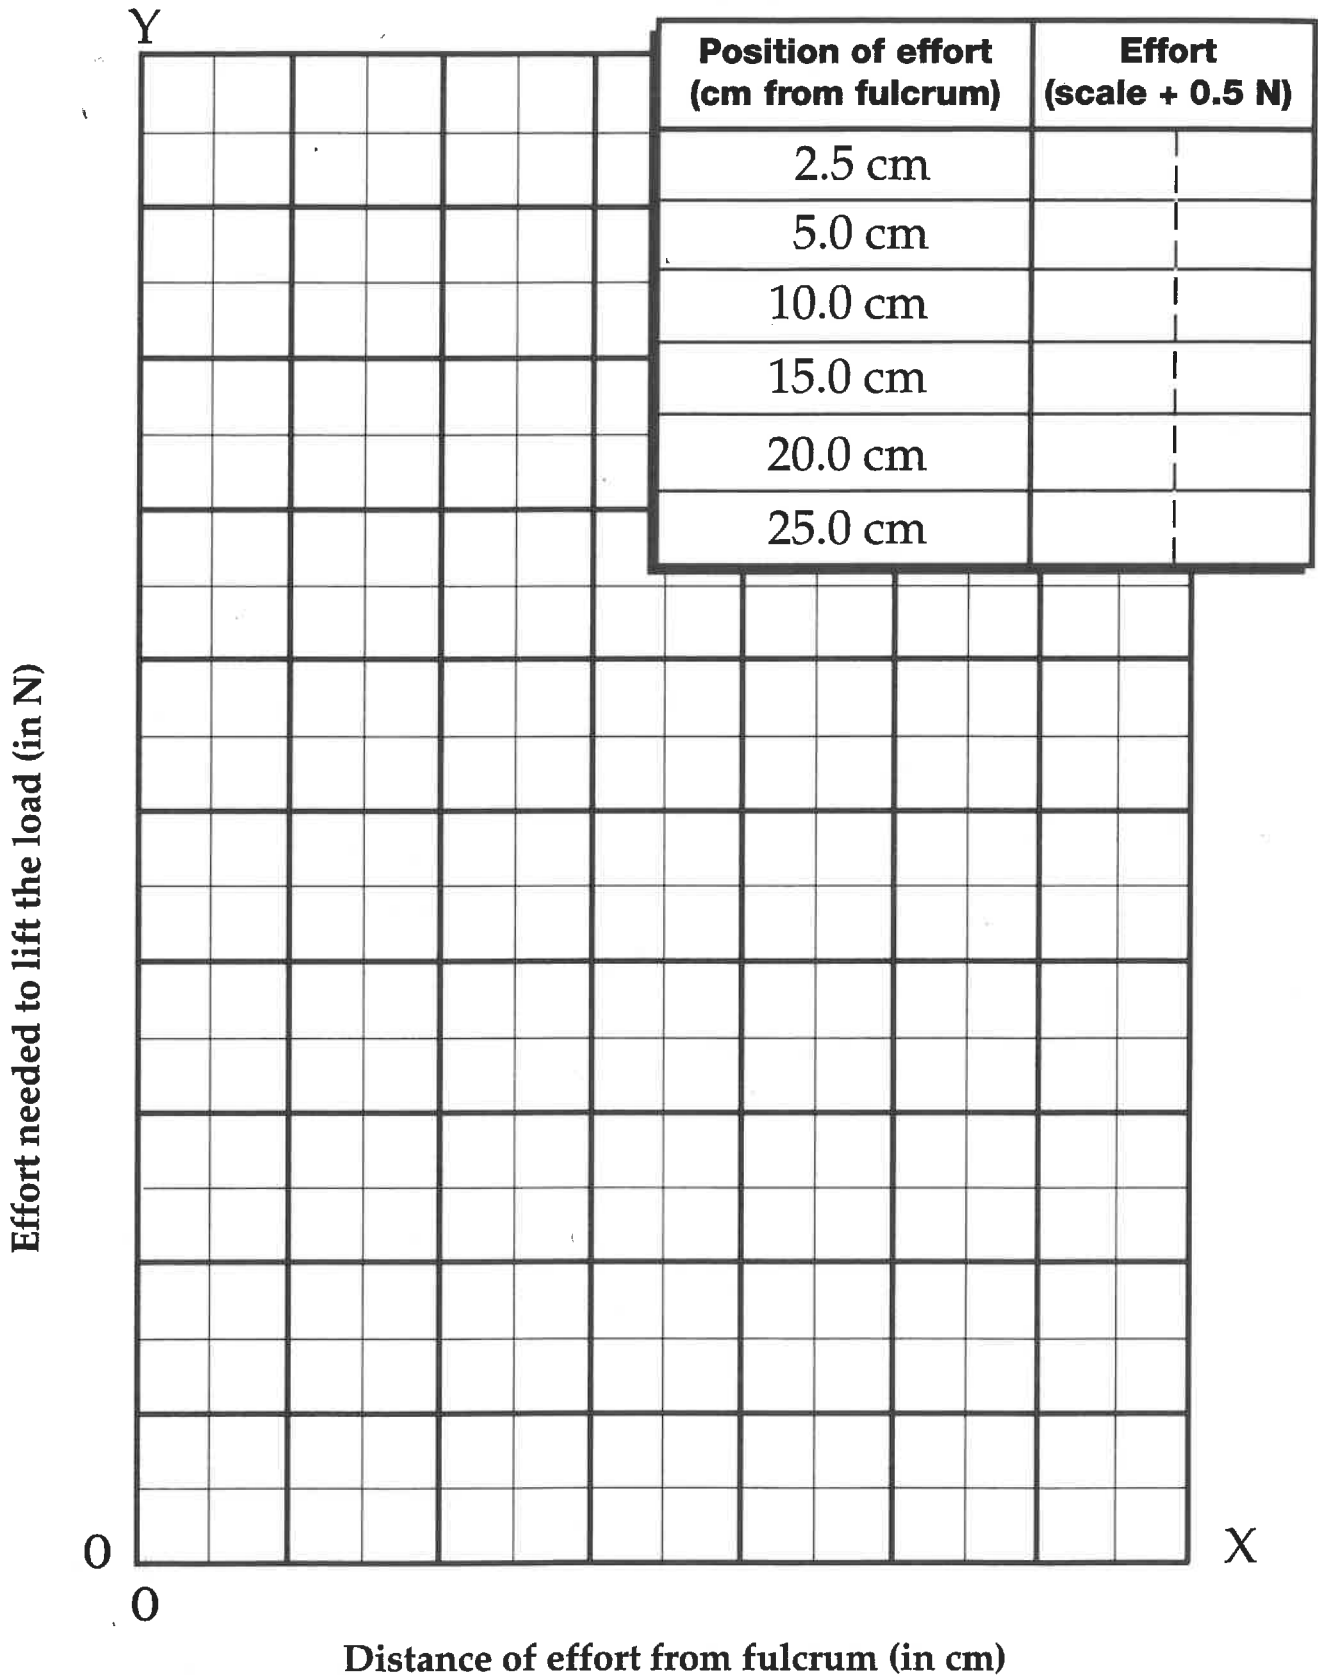 Y
Position of effort
(cm from fulcrum)
Effort
(scale + 0.5 N)
2.5 cm
5.0 cm
10.0 cm
15.0 cm
20.0 cm
25.0 cm
Effort needed to lift the load (in N)
0
X
0
Distance of effort from fulcrum (in cm)